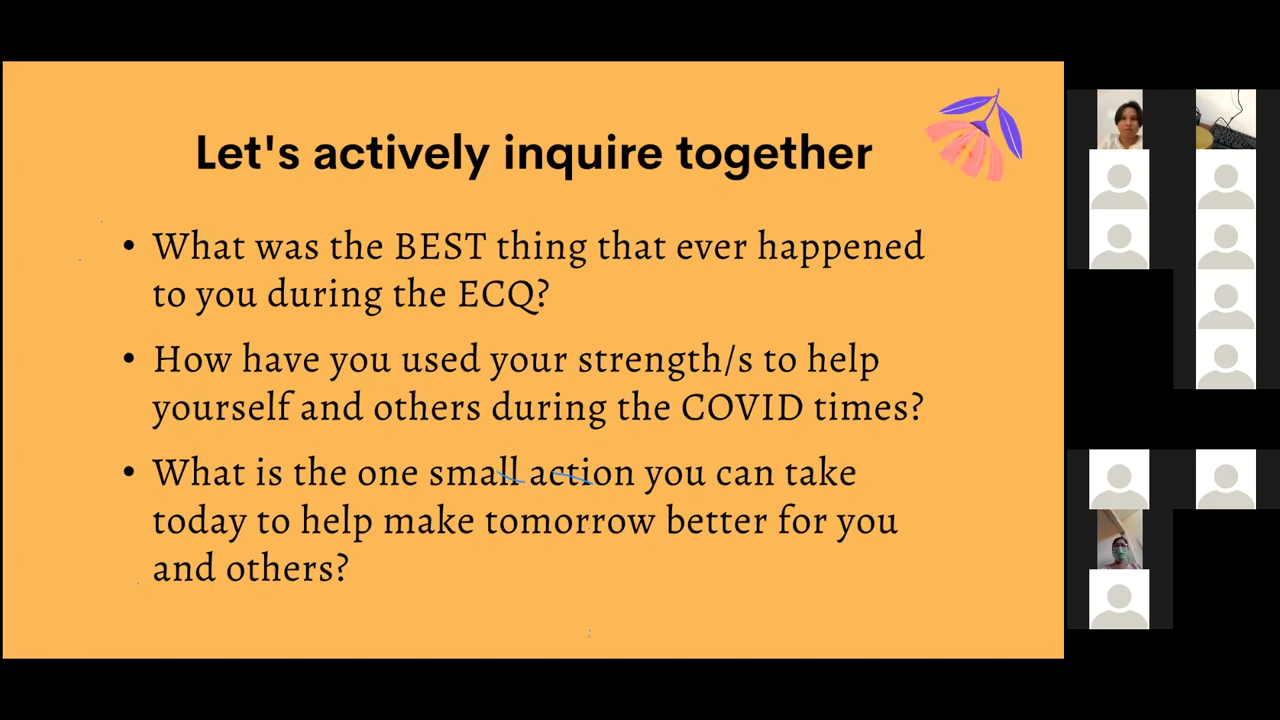 Let's actively inquire together
• What was the BEST thing that ever happened
to you during the ECQ?
• How have you used your strength/s to help
yourself and others during the COVID times?
• What is the one small action you can take
today to help make tomorrow better for you
and others?